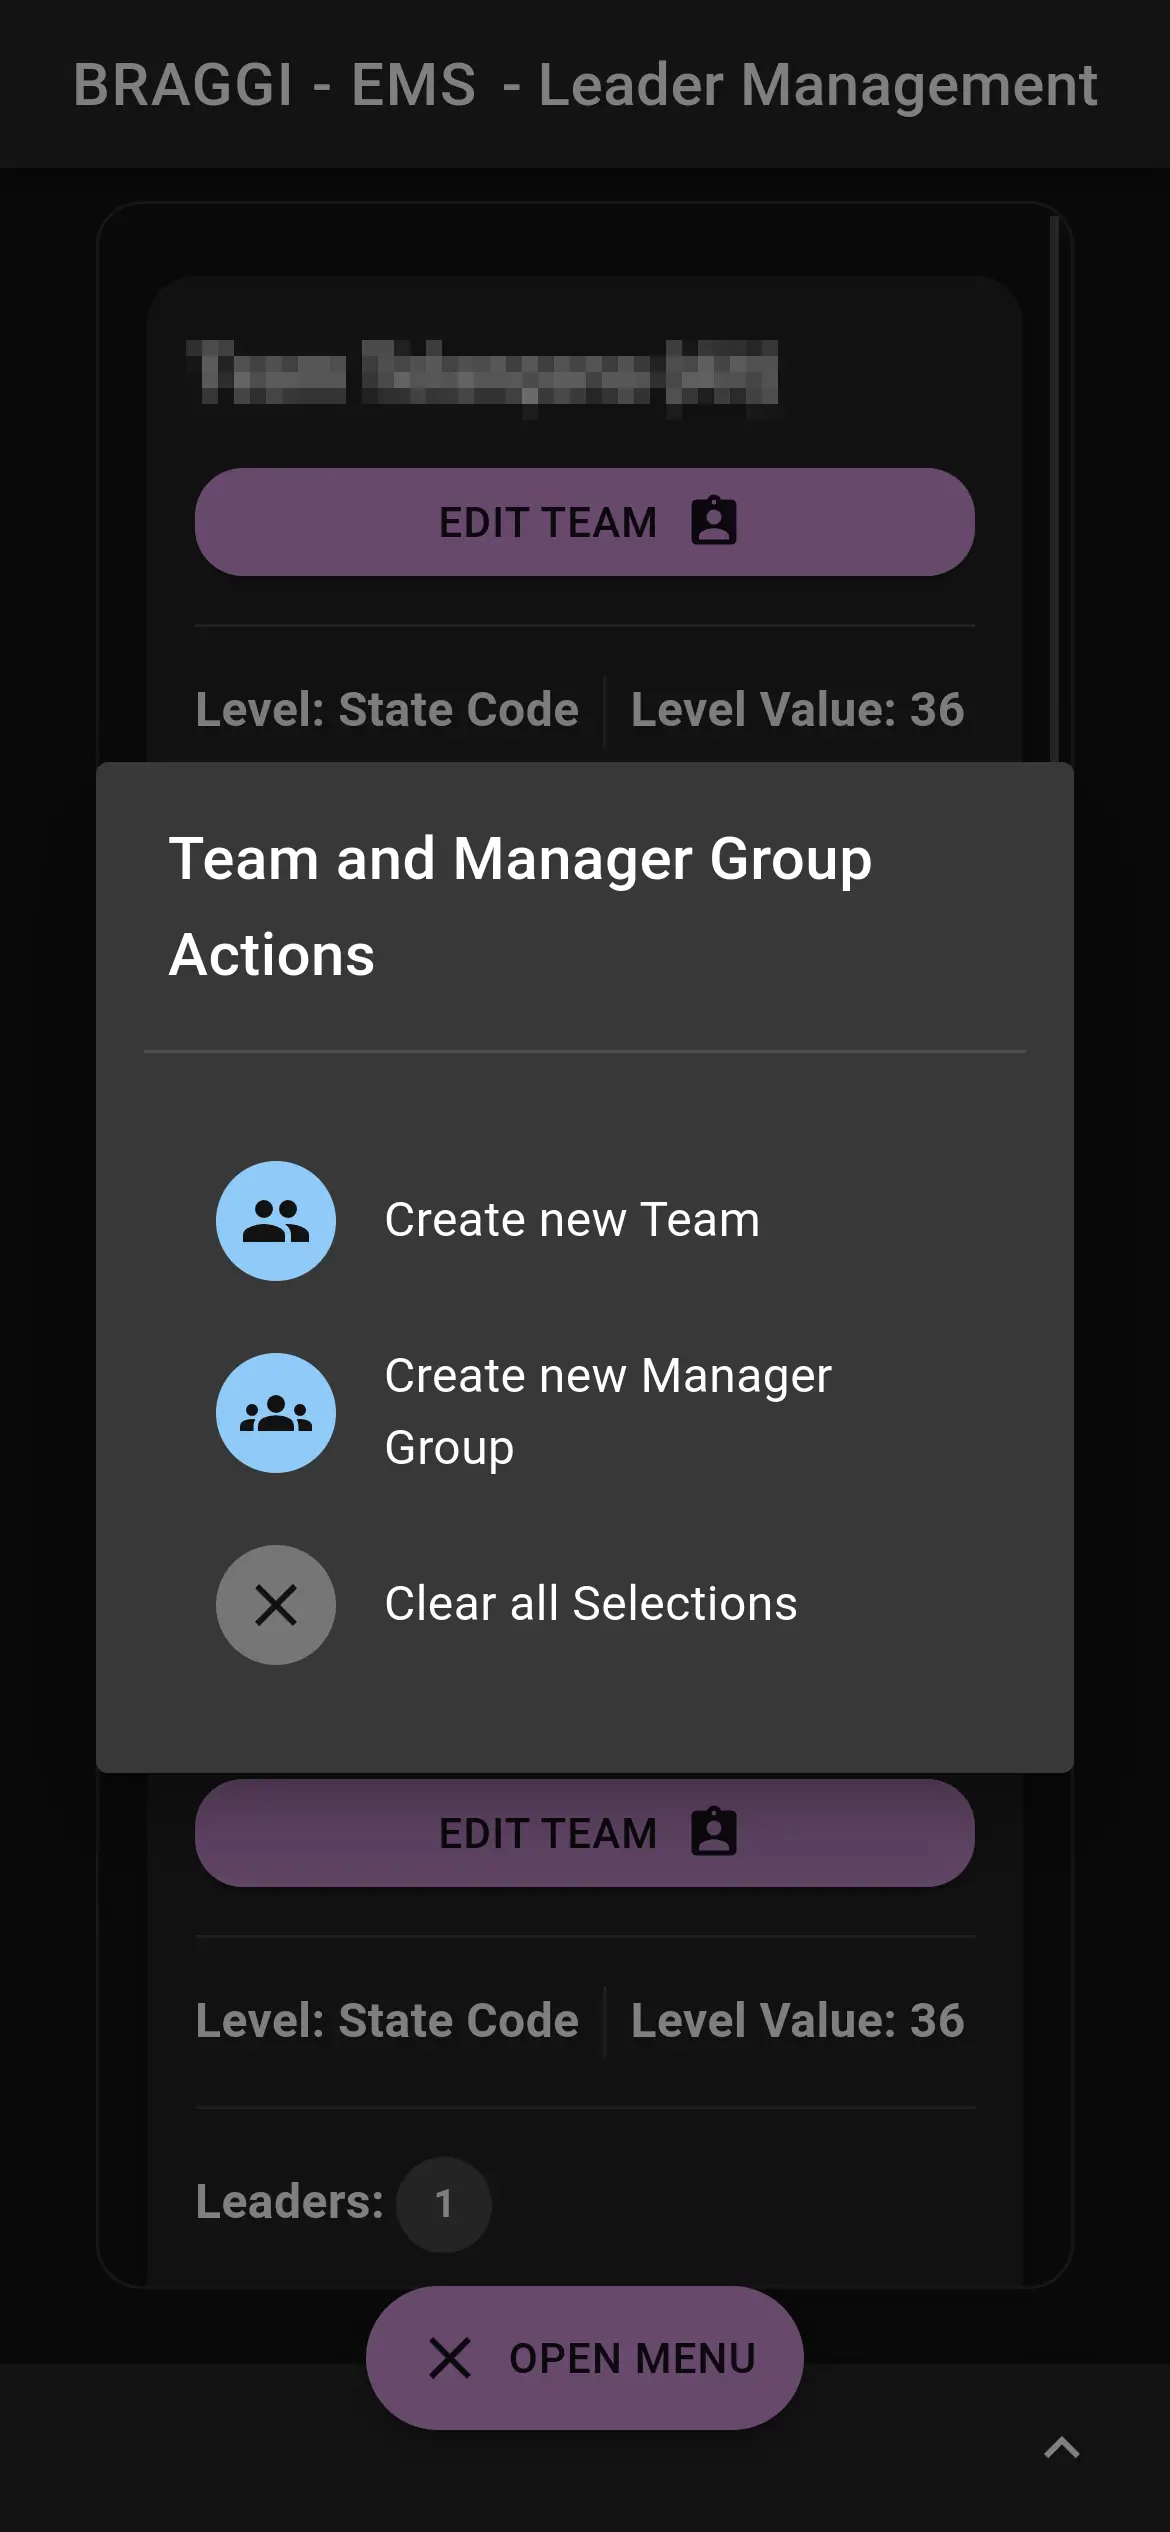 BRAGGI - EMS - Leader Management
EDIT TEAM
Level: State Code
Level Value: 36
Team and Manager Group
Actions
Create new Team
Create new Manager
Group
Clear all Selections
EDIT TEAM
Level: State Code
Level Value: 36
Leaders: 1
OPEN MENU